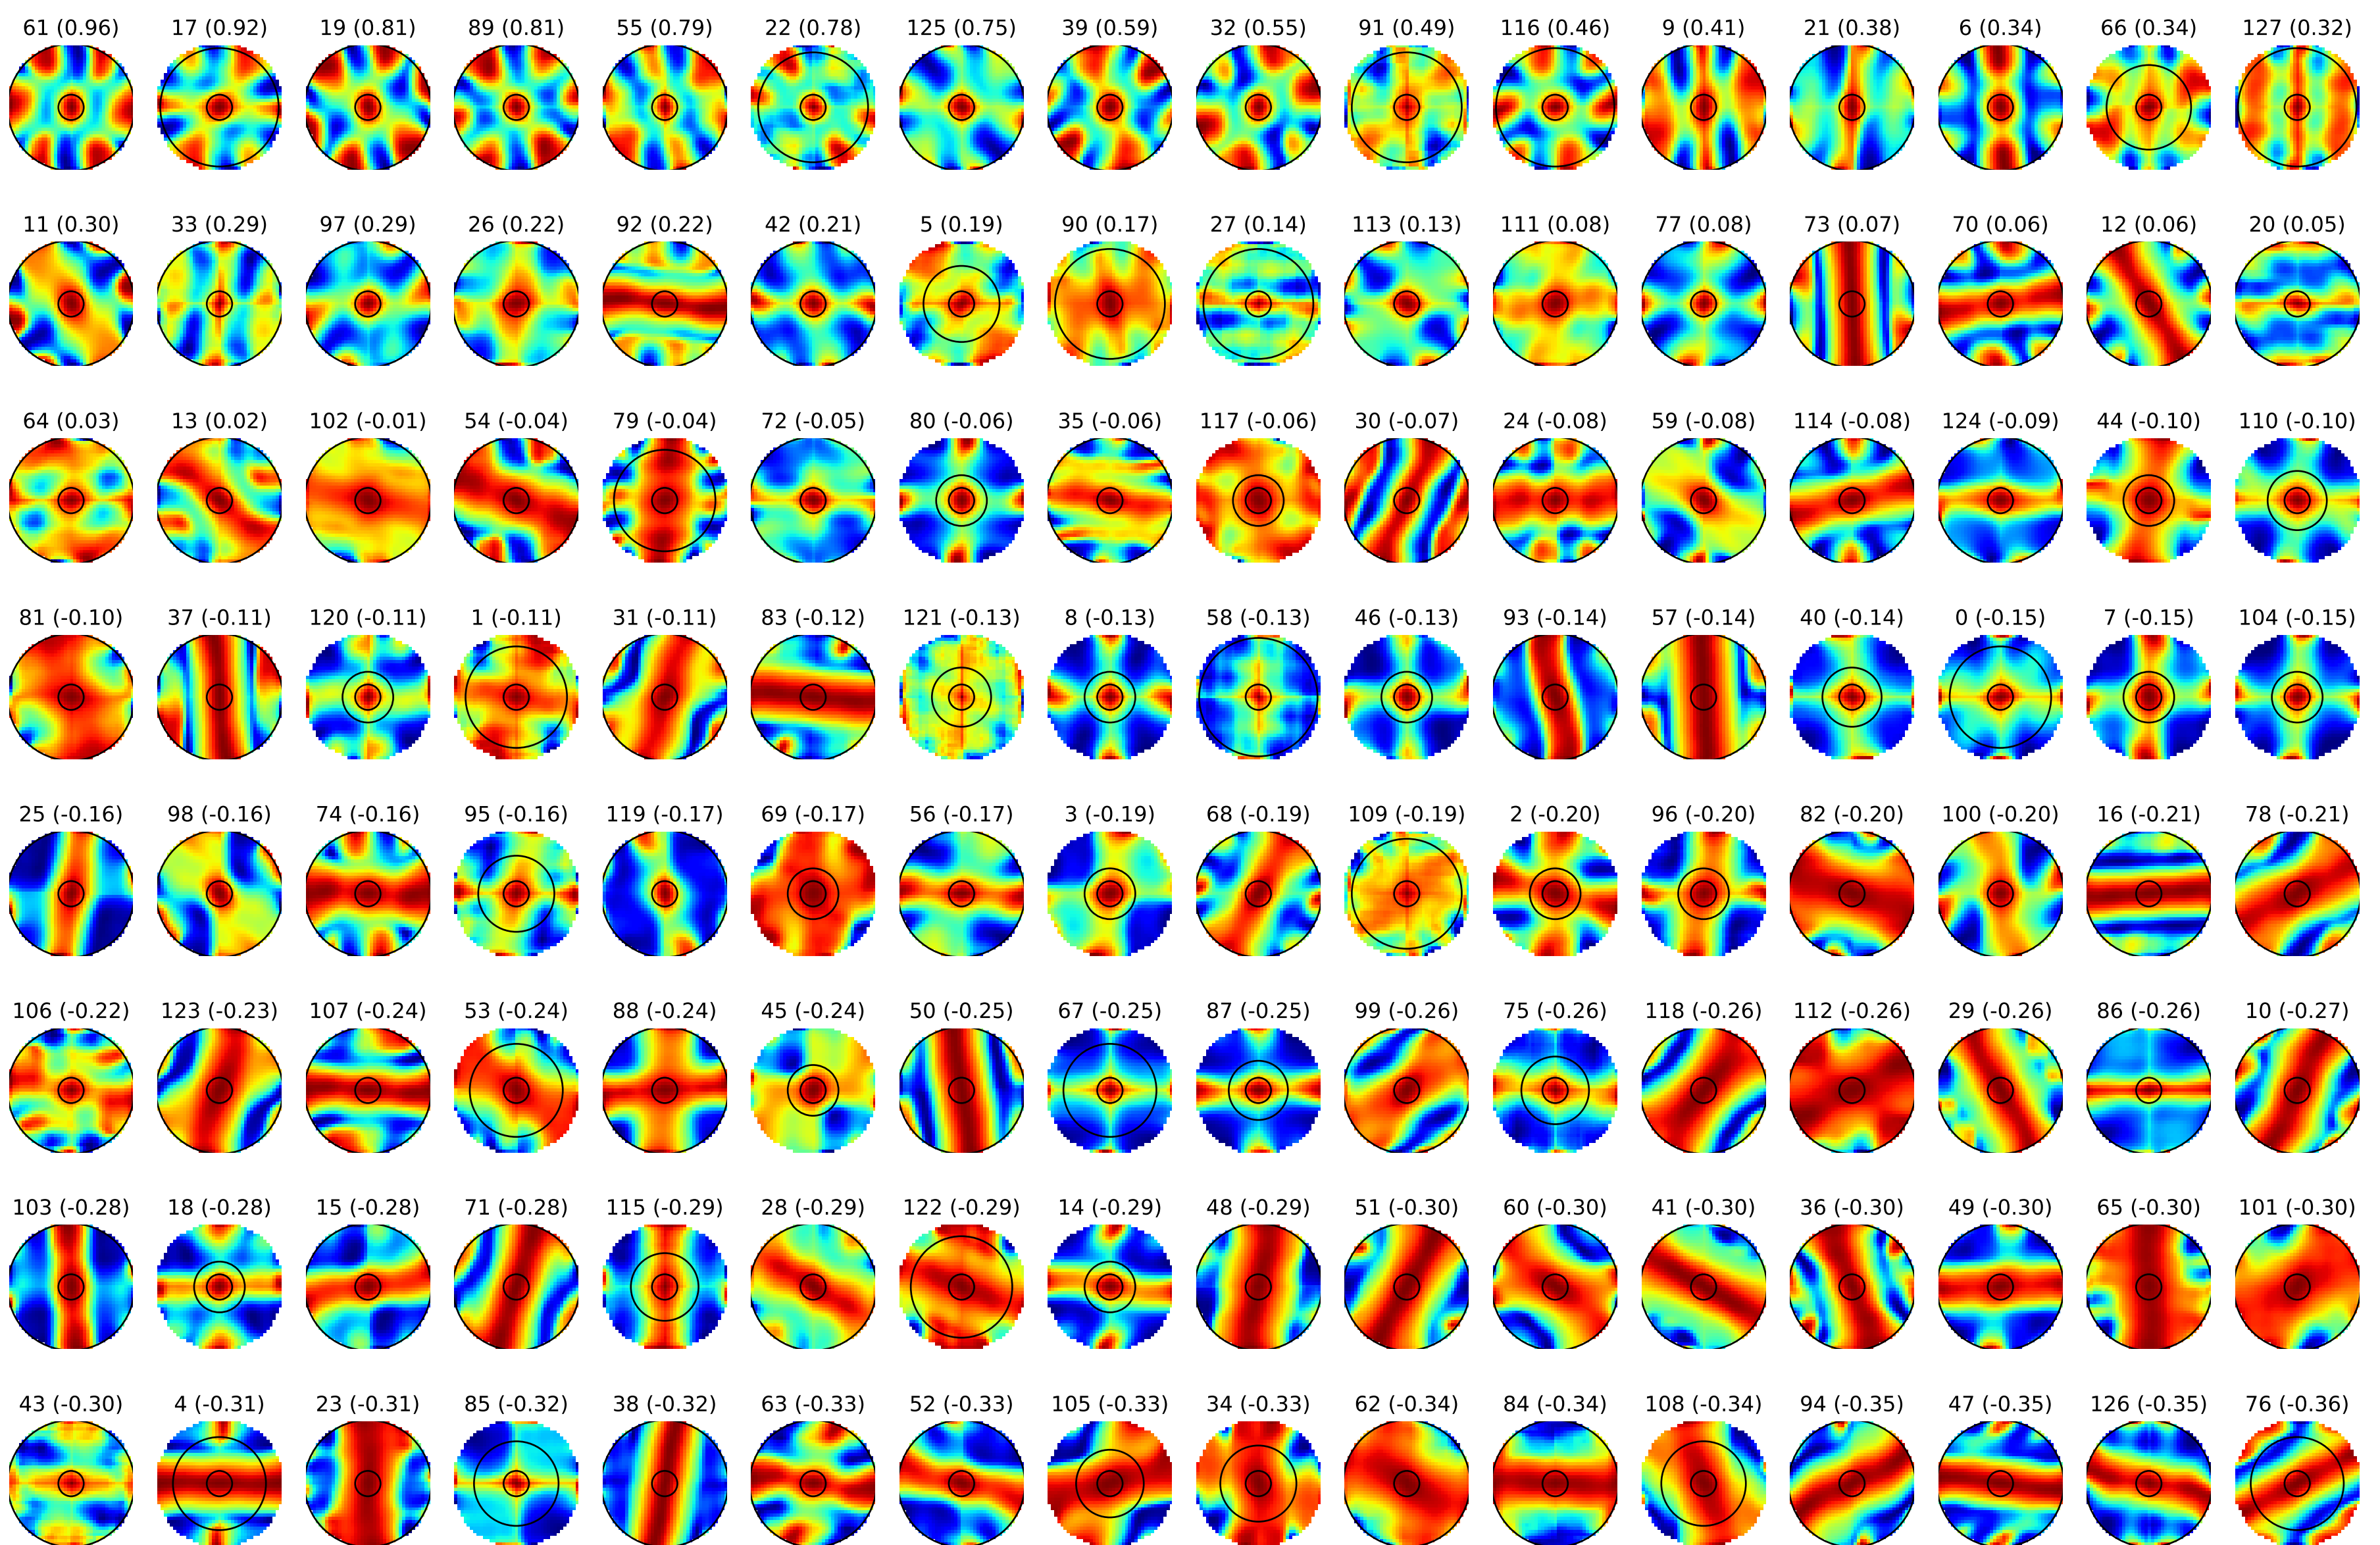 61 (0.96) 17 (0.92) 19 (0.81) 89 (0.81) 55 (0.79) 22 (0.78) 125 (0.75) 39 (0.59) 32 (0.55) 91 (0.49) 116 (0.46) 9 (0.41) 21 (0.38) 6 (0.34) 66 (0.34) 127 (0.32)
11 (0.30) 33 (0.29) 97 (0.29) 26 (0.22) 92 (0.22) 42 (0.21) 5 (0.19) 90 (0.17) 27 (0.14) 113 (0.13) 111 (0.08) 77 (0.08) 73 (0.07) 70 (0.06) 12 (0.06) 20 (0.05)
64 (0.03) 13 (0.02) 102 (-0.01) 54 (-0.04) 79 (-0.04) 72 (-0.05) 80 (-0.06) 35 (-0.06) 117 (-0.06) 30 (-0.07) 24 (-0.08) 59 (-0.08) 114 (-0.08) 124 (-0.09) 44 (-0.10) 110 (-0.10)
81 (-0.10) 37 (-0.11) 120 (-0.11) 1 (-0.11) 31 (-0.11) 83 (-0.12) 121 (-0.13) 8 (-0.13) 58 (-0.13) 46 (-0.13) 93 (-0.14) 57 (-0.14) 40 (-0.14) 0 (-0.15) 7 (-0.15) 104 (-0.15)
25 (-0.16) 98 (-0.16) 74 (-0.16) 95 (-0.16) 119 (-0.17) 69 (-0.17) 56 (-0.17) 3 (-0.19) 68 (-0.19) 109 (-0.19) 2 (-0.20) 96 (-0.20) 82 (-0.20) 100 (-0.20) 16 (-0.21) 78 (-0.21)
106 (-0.22) 123 (-0.23) 107 (-0.24) 53 (-0.24) 88 (-0.24) 45 (-0.24) 50 (-0.25) 67 (-0.25) 87 (-0.25) 99 (-0.26) 75 (-0.26) 118 (-0.26) 112 (-0.26) 29 (-0.26) 86 (-0.26) 10 (-0.27)
103 (-0.28) 18 (-0.28) 15 (-0.28) 71 (-0.28) 115 (-0.29) 28 (-0.29) 122 (-0.29) 14 (-0.29) 48 (-0.29) 51 (-0.30) 60 (-0.30) 41 (-0.30) 36 (-0.30) 49 (-0.30) 65 (-0.30) 101 (-0.30)
43 (-0.30) 4 (-0.31) 23 (-0.31) 85 (-0.32) 38 (-0.32) 63 (-0.33) 52 (-0.33) 105 (-0.33) 34 (-0.33) 62 (-0.34) 84 (-0.34) 108 (-0.34) 94 (-0.35) 47 (-0.35) 126 (-0.35) 76 (-0.36)